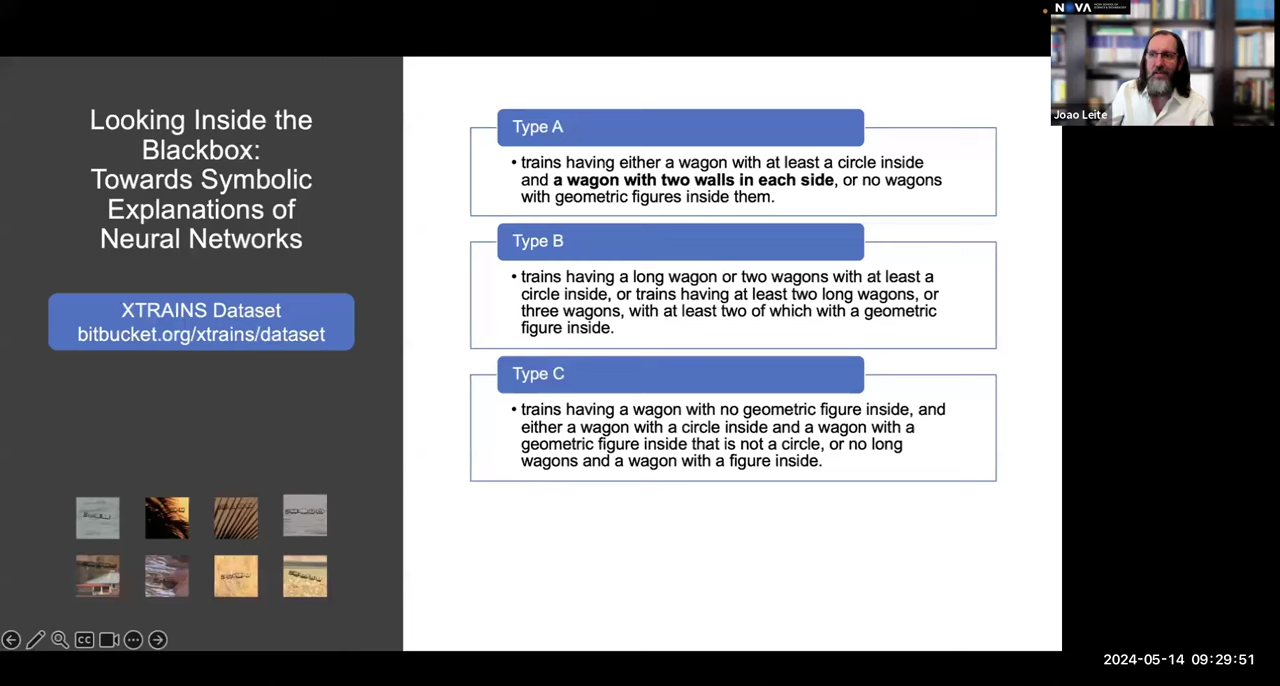 NOVA
Joao Leite
Looking Inside the
Blackbox:
Towards Symbolic
Explanations of
Neural Networks
XTRAINS Dataset
bitbucket.org/xtrains/dataset
Type A
• trains having either a wagon with at least a circle inside
and a wagon with two walls in each side, or no wagons
with geometric figures inside them.
Type B
• trains having a long wagon or two wagons with at least a
circle inside, or trains having at least two long wagons, or
three wagons, with at least two of which with a geometric
figure inside.
Type C
• trains having a wagon with no geometric figure inside, and
either a wagon with a circle inside and a wagon with a
geometric figure inside that is not a circle, or no long
wagons and a wagon with a figure inside.
CC
2024-05-14 09:29:51